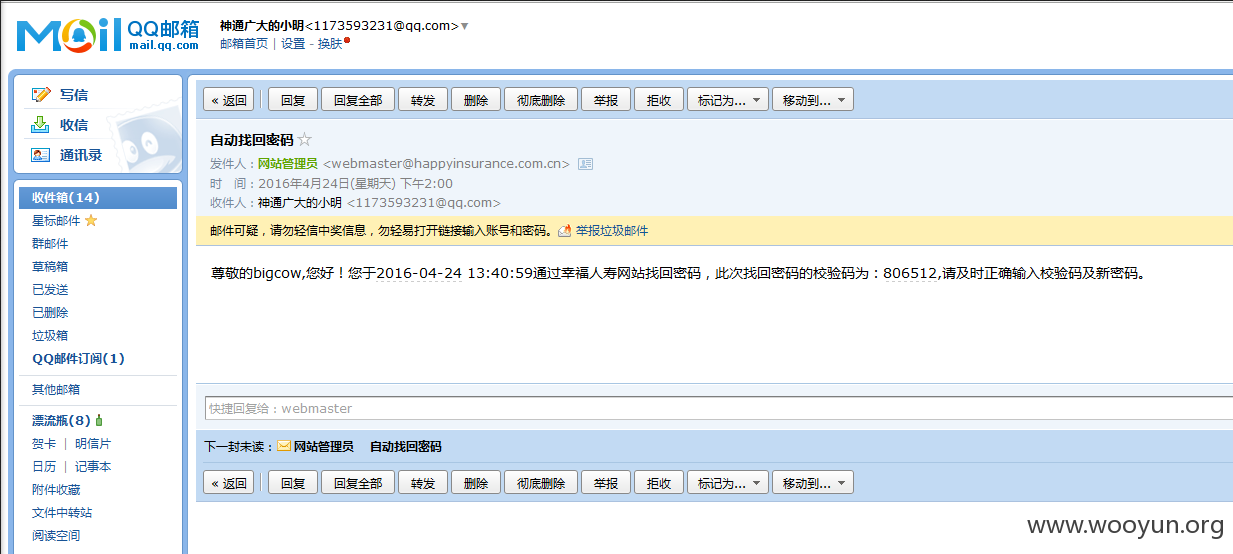 Mail QQ邮箱 mail.qq.com
神通广大的小明<1173593231@qq.com>
邮箱首页 | 设置 - 换肤
写信
收信
通讯录
收件箱(14)
星标邮件
群邮件
草稿箱
已发送
已删除
垃圾箱
QQ邮件订阅(1)
其他邮箱
漂流瓶(8)
贺卡 | 明信片
日历 | 记事本
附件收藏
文件中转站
阅读空间
« 返回 回复 回复全部 转发 删除 彻底删除 举报 拒收 标记为... 移动到...
自动找回密码
发件人：网站管理员 <webmaster@happyinsurance.com.cn>
时 间：2016年4月24日(星期天) 下午2:00
收件人：神通广大的小明 <1173593231@qq.com>
邮件可疑，请勿轻信中奖信息，勿轻易打开链接输入账号和密码。 举报垃圾邮件
尊敬的bigcow,您好！您于2016-04-24 13:40:59通过幸福人寿网站找回密码，此次找回密码的校验码为：806512,请及时正确输入校验码及新密码。
快捷回复给：webmaster
下一封未读： 网站管理员 自动找回密码
« 返回 回复 回复全部 转发 删除 彻底删除 举报 拒收 标记为... 移动到...
www.wooyun.org